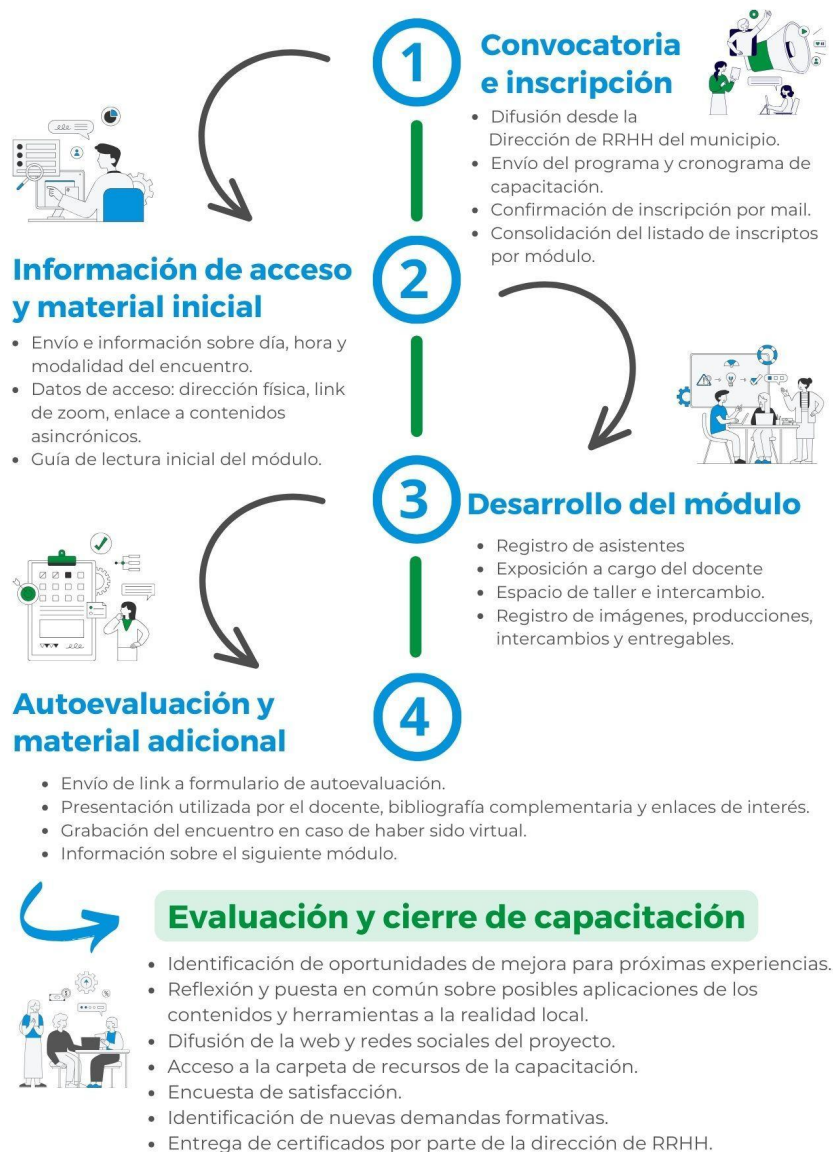 1
Convocatoria
e inscripción
• Difusión desde la
Dirección de RRHH del municipio.
• Envío del programa y cronograma de
capacitación.
• Confirmación de inscripción por mail.
• Consolidación del listado de inscriptos
por módulo.
2
Información de acceso
y material inicial
• Envío e información sobre día, hora y
modalidad del encuentro.
• Datos de acceso: dirección física, link
de zoom, enlace a contenidos
asincrónicos.
• Guía de lectura inicial del módulo.
3
Desarrollo del módulo
• Registro de asistentes
• Exposición a cargo del docente
• Espacio de taller e intercambio.
• Registro de imágenes, producciones,
intercambios y entregables.
4
Autoevaluación y
material adicional
• Envío de link a formulario de autoevaluación.
• Presentación utilizada por el docente, bibliografía complementaria y enlaces de interés.
• Grabación del encuentro en caso de haber sido virtual.
• Información sobre el siguiente módulo.
Evaluación y cierre de capacitación
• Identificación de oportunidades de mejora para próximas experiencias.
• Reflexión y puesta en común sobre posibles aplicaciones de los
contenidos y herramientas a la realidad local.
• Difusión de la web y redes sociales del proyecto.
• Acceso a la carpeta de recursos de la capacitación.
• Encuesta de satisfacción.
• Identificación de nuevas demandas formativas.
• Entrega de certificados por parte de la dirección de RRHH.